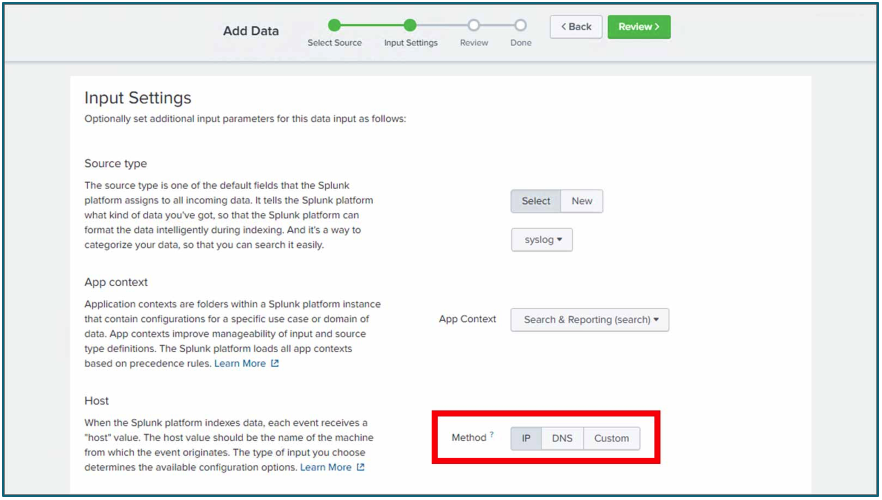 Add Data
Select Source
Input Settings
Review
Done
< Back
Review >
Input Settings
Optionally set additional input parameters for this data input as follows:
Source type
The source type is one of the default fields that the Splunk
platform assigns to all incoming data. It tells the Splunk platform
what kind of data you've got, so that the Splunk platform can
format the data intelligently during indexing. And it's a way to
categorize your data, so that you can search it easily.
Select
New
syslog
App context
Application contexts are folders within a Splunk platform instance
that contain configurations for a specific use case or domain of
data. App contexts improve manageability of input and source
type definitions. The Splunk platform loads all app contexts
based on precedence rules. Learn More
App Context
Search & Reporting (search)
Host
When the Splunk platform indexes data, each event receives a
"host" value. The host value should be the name of the machine
from which the event originates. The type of input you choose
determines the available configuration options. Learn More
Method ?
IP
DNS
Custom